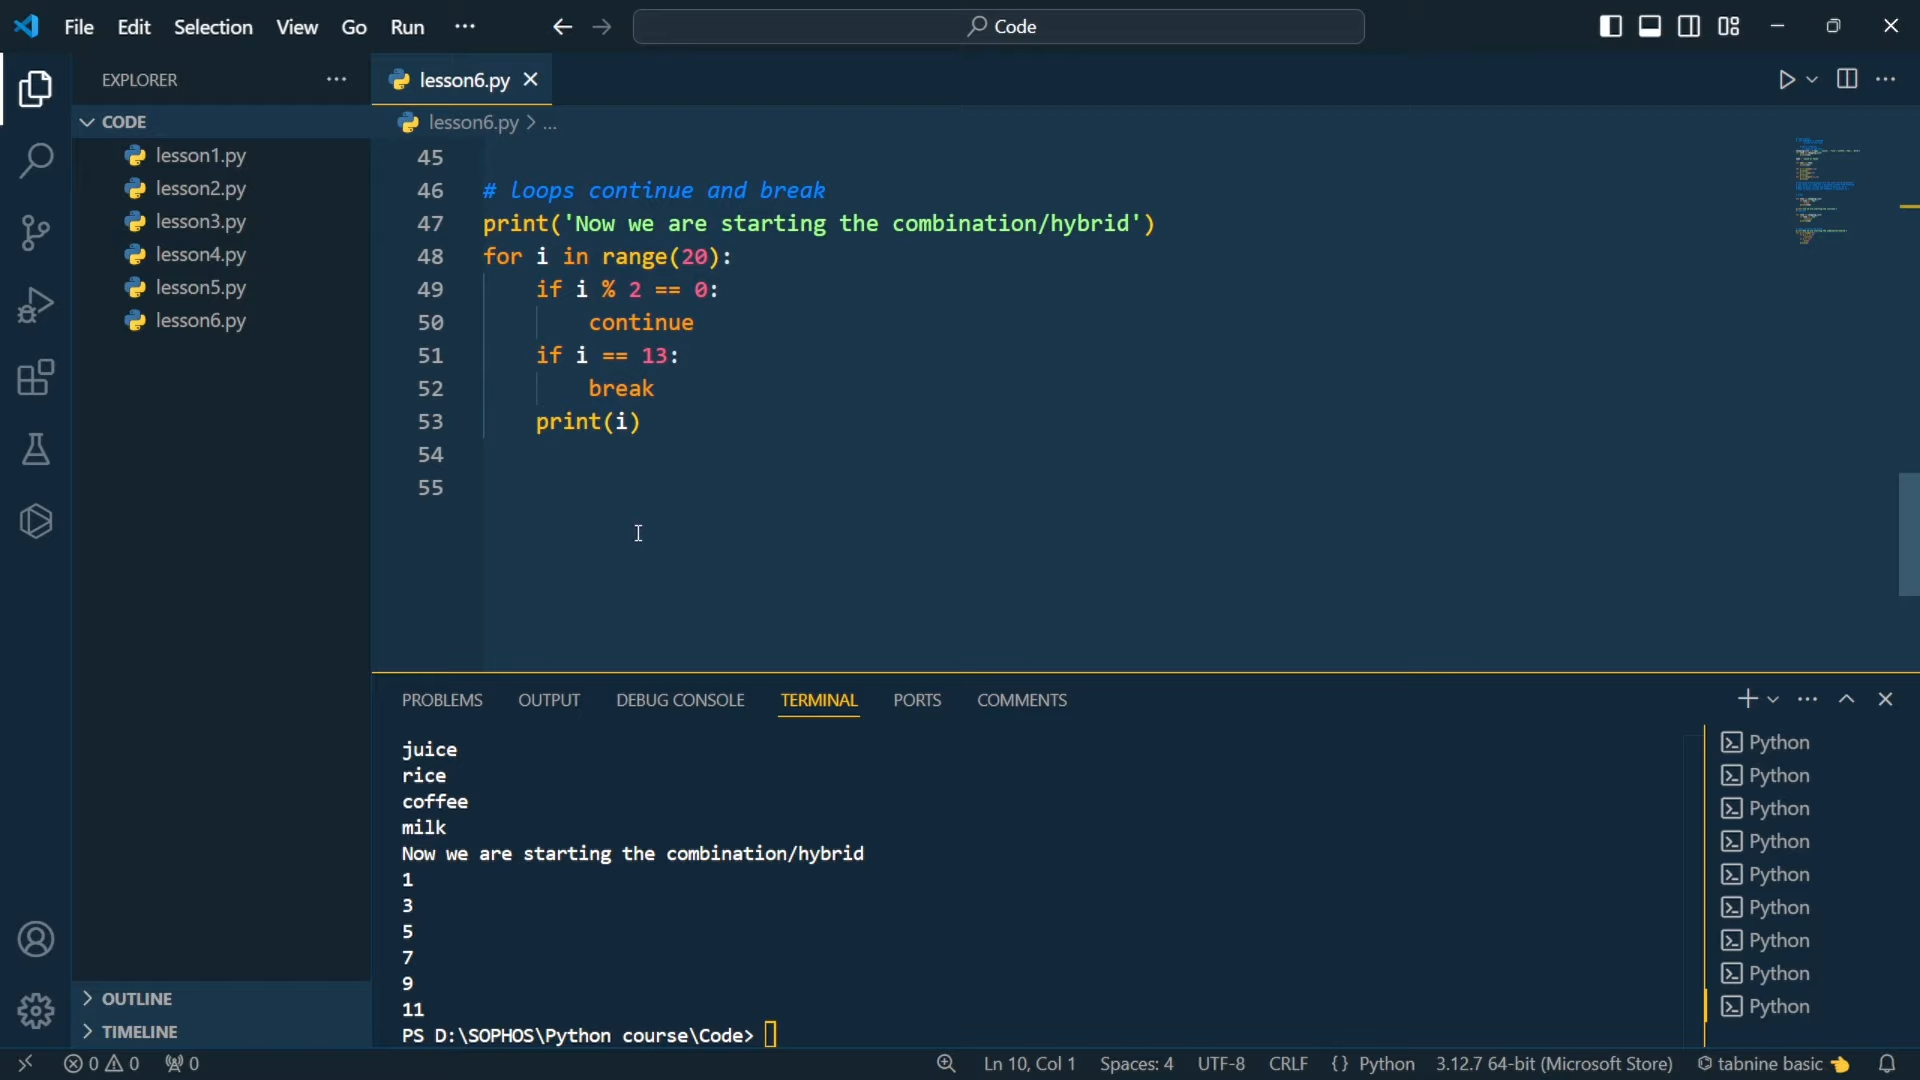 File Edit Selection View Go Run ···
Code
EXPLORER ···
CODE
lesson1.py
lesson2.py
lesson3.py
lesson4.py
lesson5.py
lesson6.py
OUTLINE
TIMELINE
lesson6.py
lesson6.py > ...
45
46 # loops continue and break
47 print('Now we are starting the combination/hybrid')
48 for i in range(20):
49 if i % 2 == 0:
50 continue
51 if i == 13:
52 break
53 print(i)
54
55
PROBLEMS OUTPUT DEBUG CONSOLE TERMINAL PORTS COMMENTS
juice
rice
coffee
milk
Now we are starting the combination/hybrid
1
3
5
7
9
11
PS D:\SOPHOS\Python course\Code>
Python
Python
Python
Python
Python
Python
Python
Python
Python
0 0 0 Ln 10, Col 1 Spaces: 4 UTF-8 CRLF {} Python 3.12.7 64-bit (Microsoft Store) tabnine basic 👈